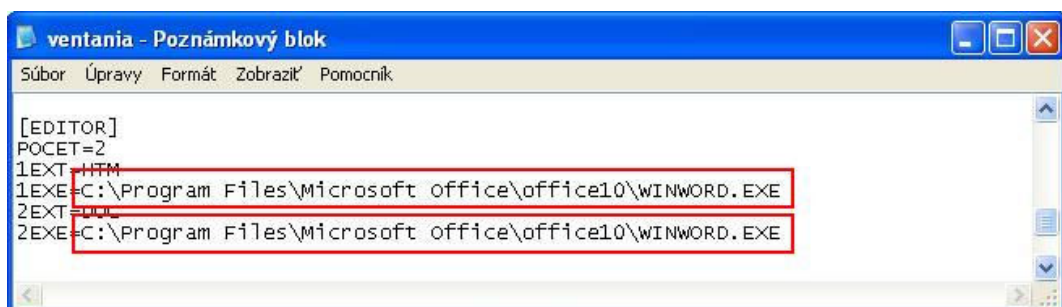 ventania - Poznámkový blok
Súbor Úpravy Formát Zobraziť Pomocník
[EDITOR]
POCET=2
1EXT=HTM
1EXE=C:\Program Files\Microsoft Office\office10\WINWORD.EXE
2EXT=DOC
2EXE=C:\Program Files\Microsoft Office\office10\WINWORD.EXE